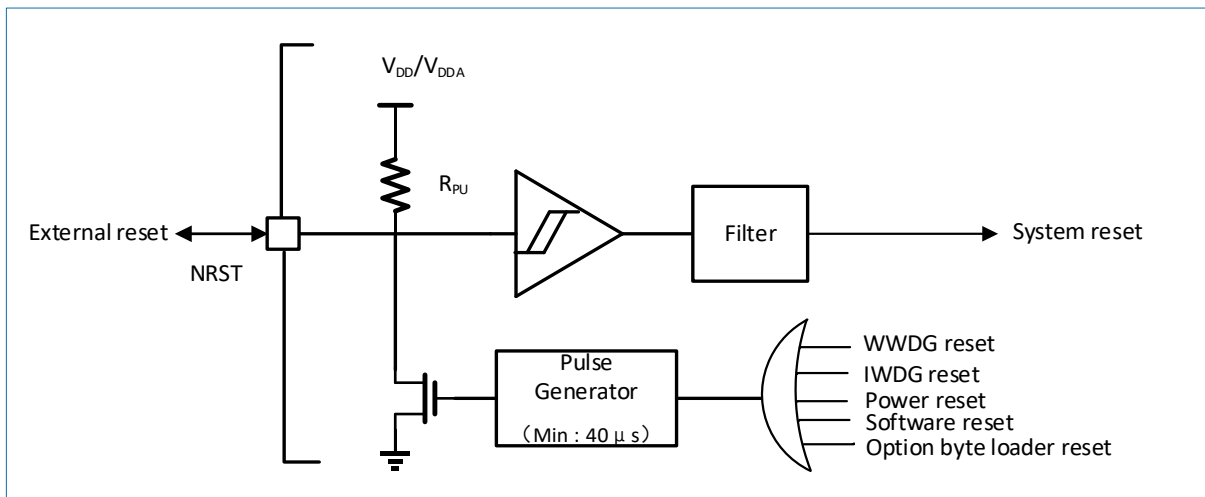 VDD/VDDA
RPU
External reset
NRST
Filter
System reset
Pulse
Generator
（Min : 40 μ s）
WWDG reset
IWDG reset
Power reset
Software reset
Option byte loader reset